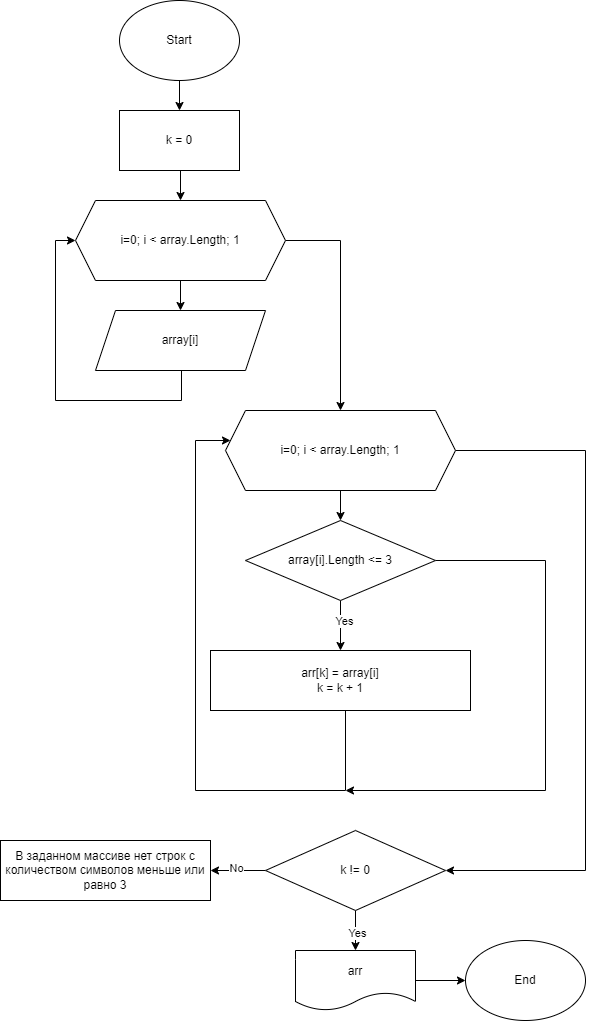 Start
k = 0
i=0; i < array.Length; 1
array[i]
i=0; i < array.Length; 1
array[i].Length <= 3
Yes
arr[k] = array[i]
k = k + 1
В заданном массиве нет строк с
количеством символов меньше или
равно 3
No
k != 0
Yes
arr
End